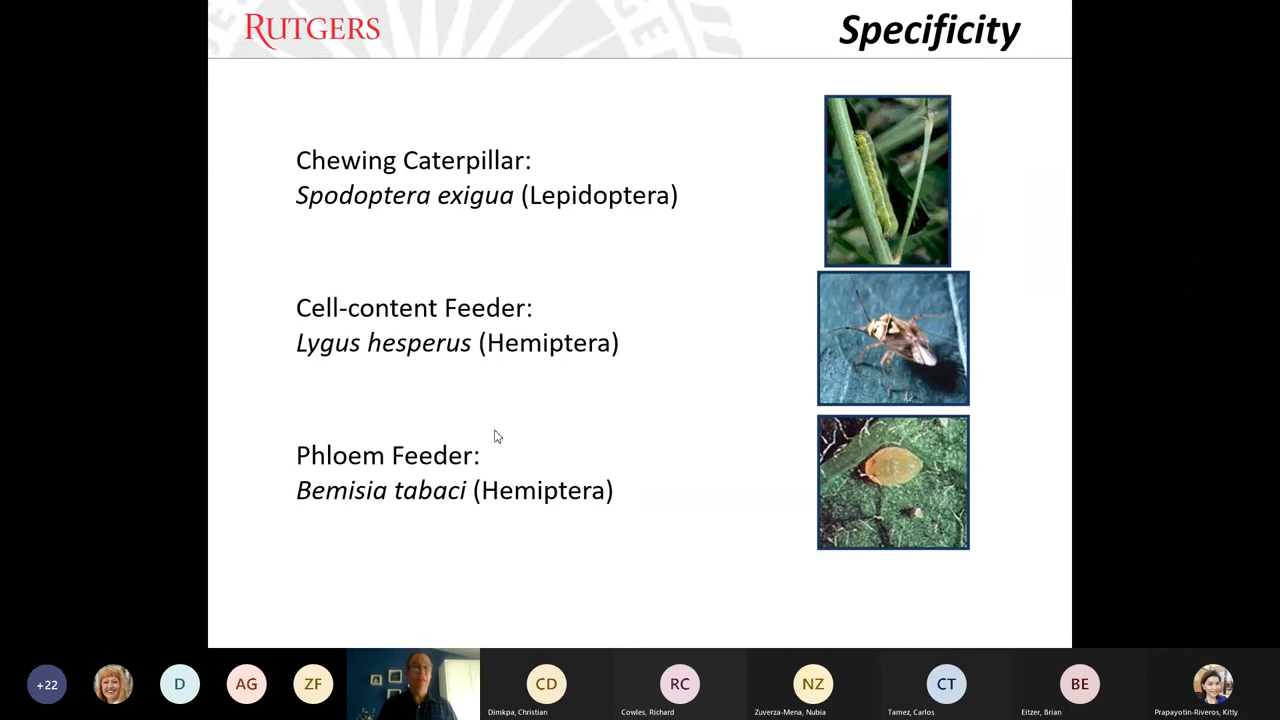 RUTGERS
Specificity
Chewing Caterpillar:
Spodoptera exigua (Lepidoptera)
Cell-content Feeder:
Lygus hesperus (Hemiptera)
Phloem Feeder:
Bemisia tabaci (Hemiptera)
+22
D
AG
ZF
CD
RC
NZ
CT
BE
Dimkpa, Christian
Cowles, Richard
Zuverza-Mena, Nubia
Tamez, Carlos
Eitzer, Brian
Prapayotin-Riveros, Kitty